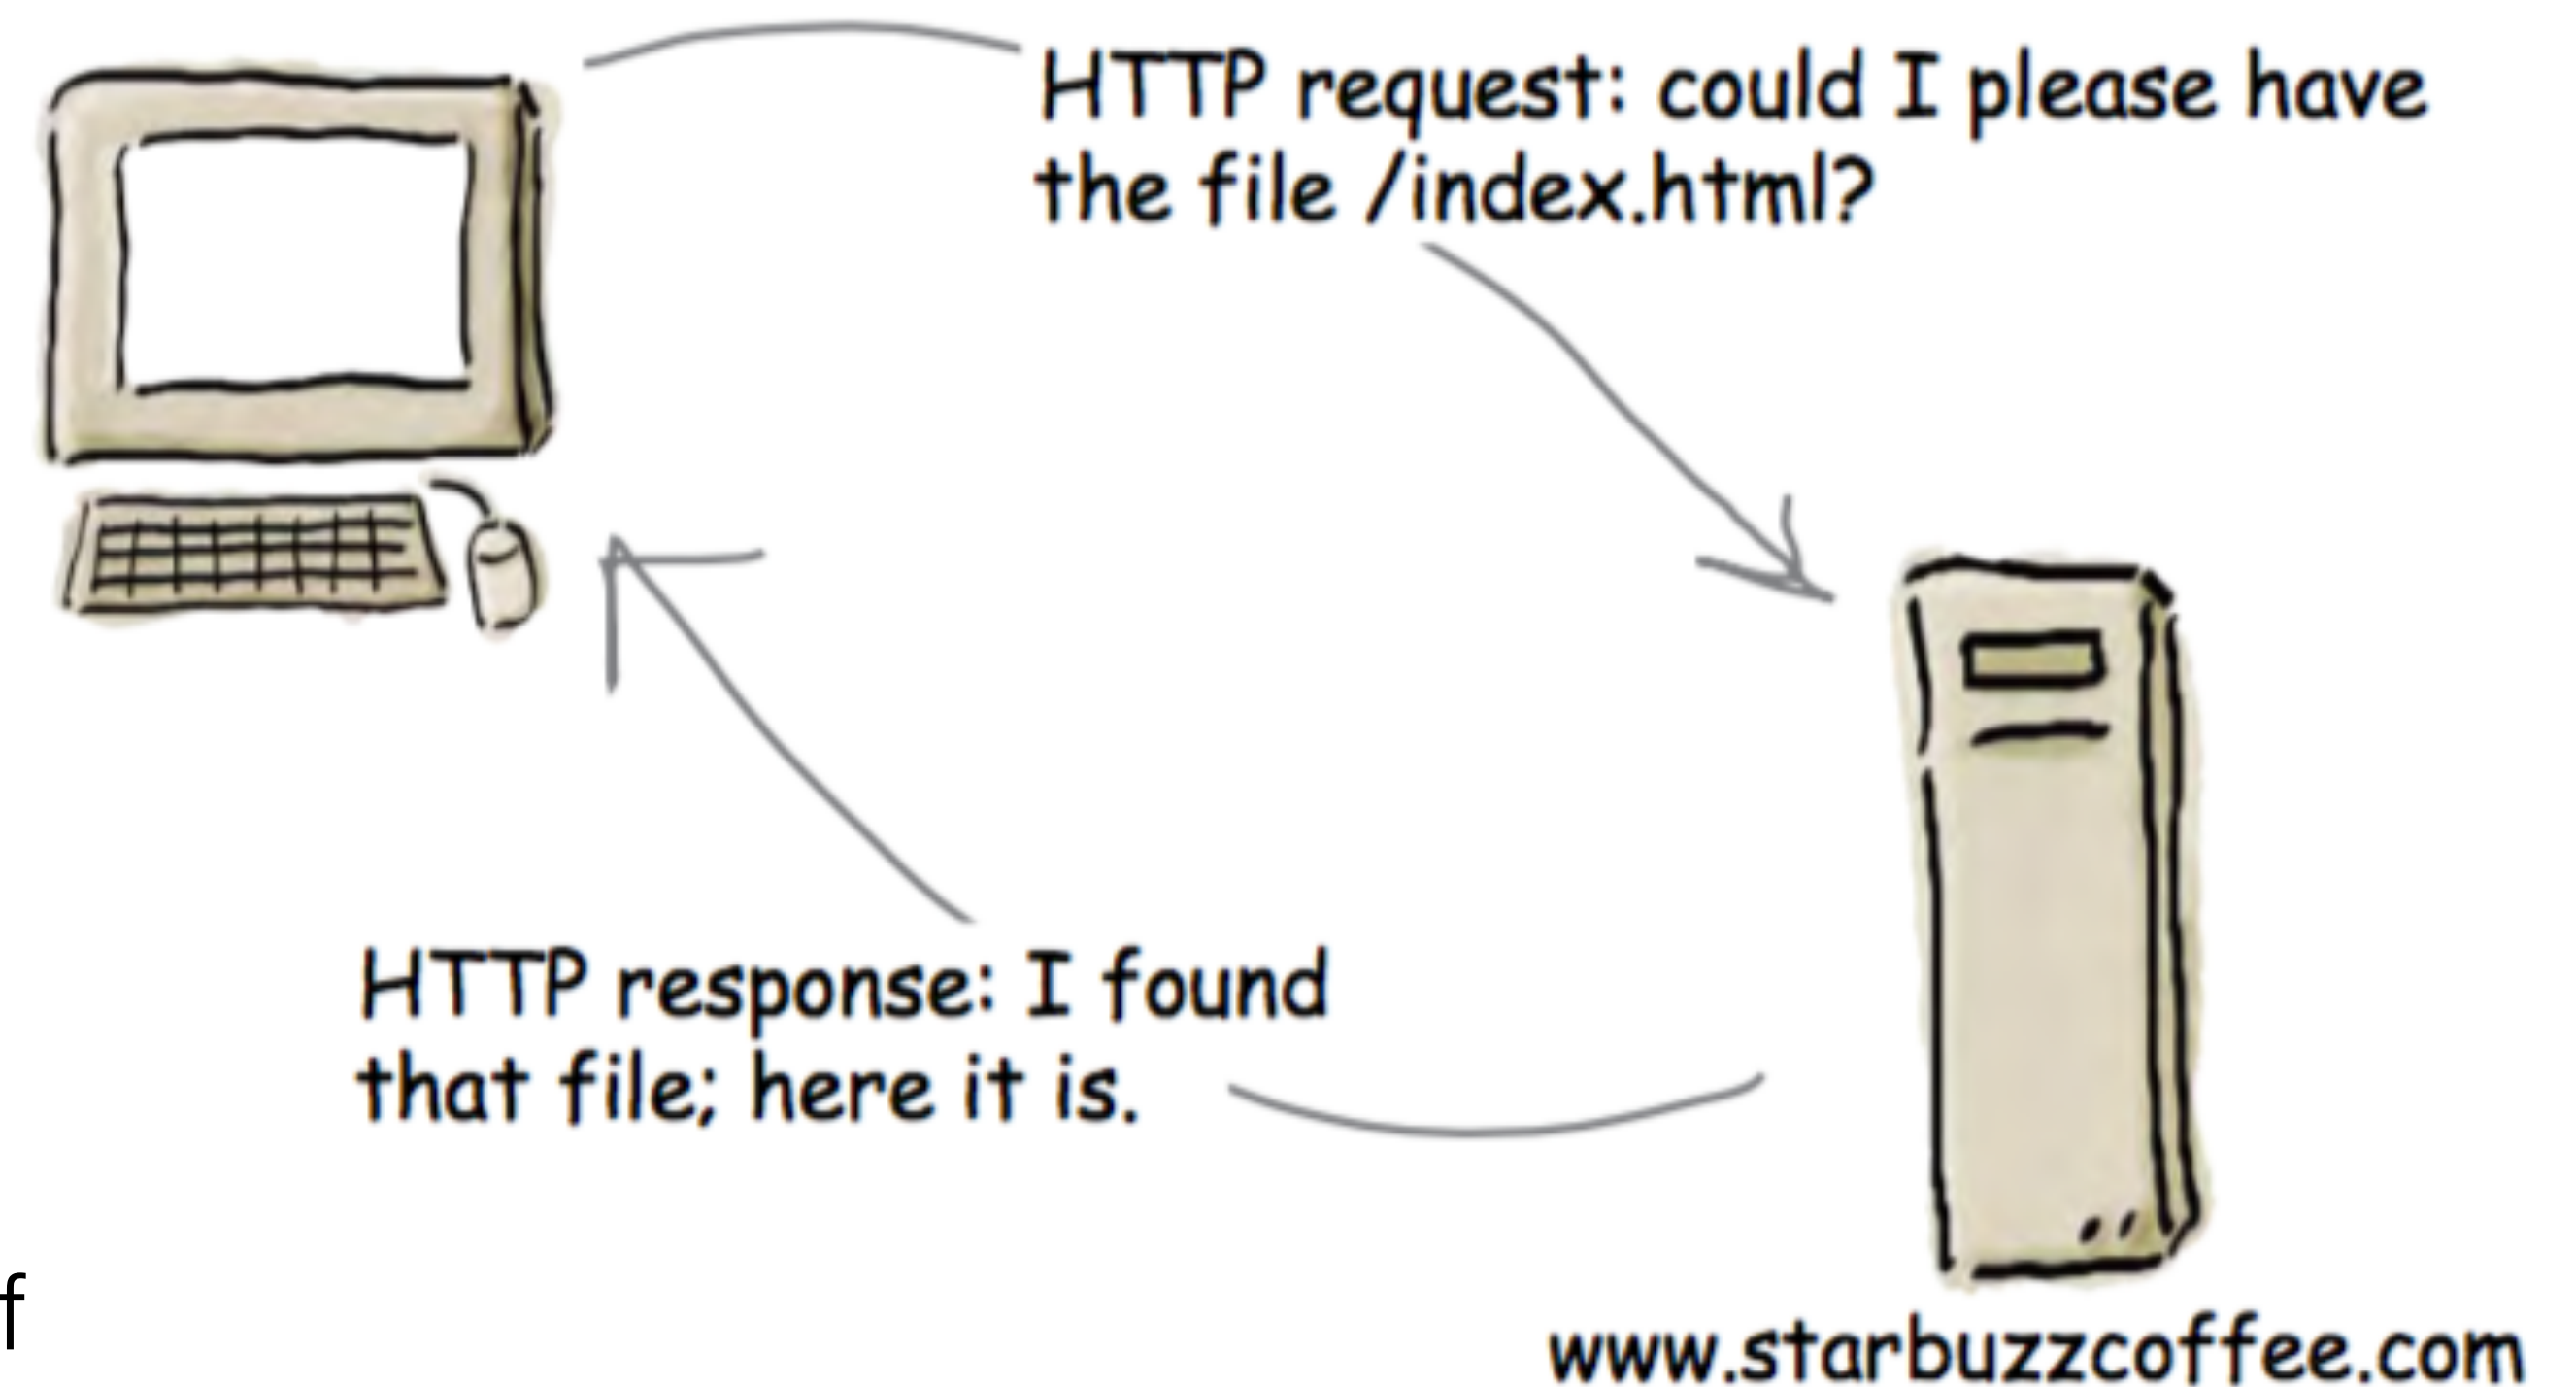 HTTP request: could I please have
the file /index.html?
HTTP response: I found
that file; here it is.
f
www.starbuzzcoffee.com